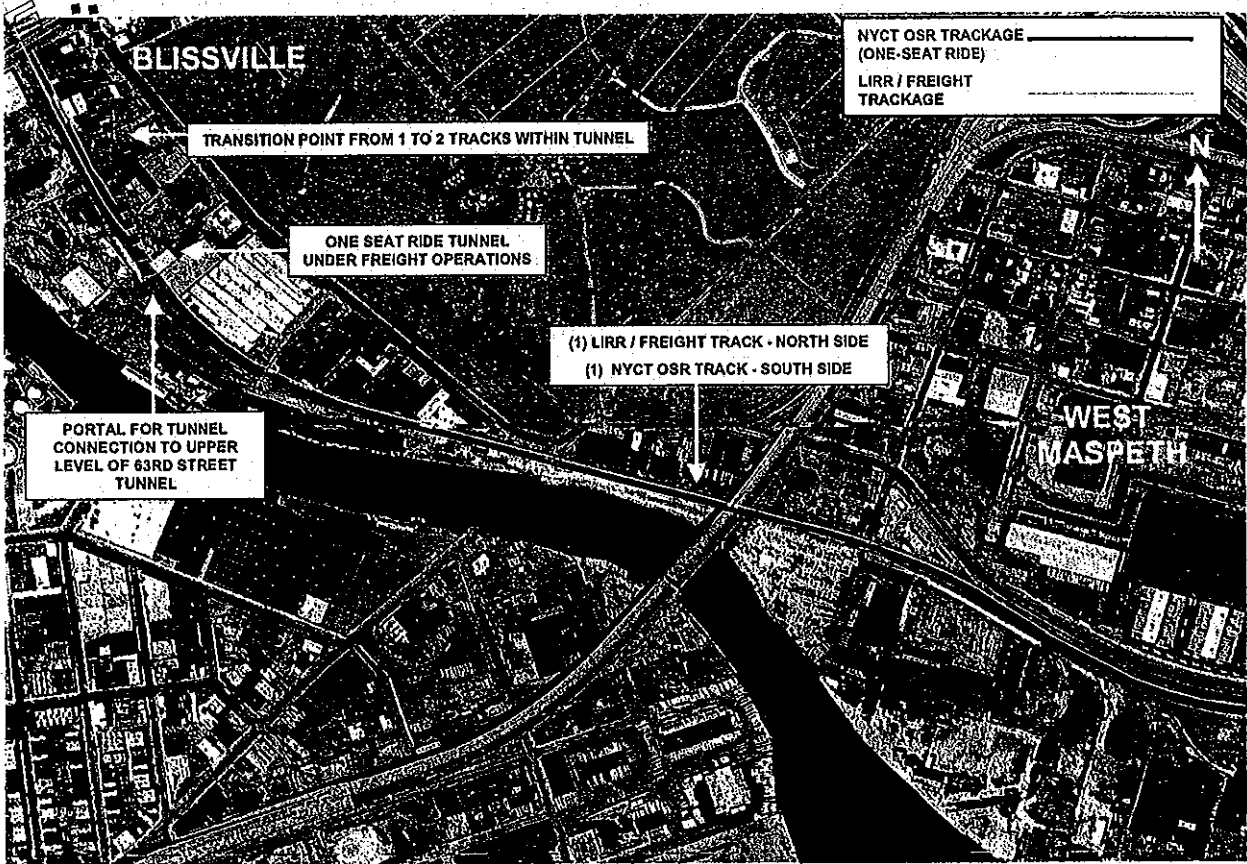 BLISSVILLE
NYCT OSR TRACKAGE
(ONE-SEAT RIDE)
LIRR / FREIGHT
TRACKAGE
TRANSITION POINT FROM 1 TO 2 TRACKS WITHIN TUNNEL
N
ONE SEAT RIDE TUNNEL
UNDER FREIGHT OPERATIONS
(1) LIRR / FREIGHT TRACK - NORTH SIDE
(1) NYCT OSR TRACK - SOUTH SIDE
PORTAL FOR TUNNEL
CONNECTION TO UPPER
LEVEL OF 63RD STREET
TUNNEL
WEST
MASPETH